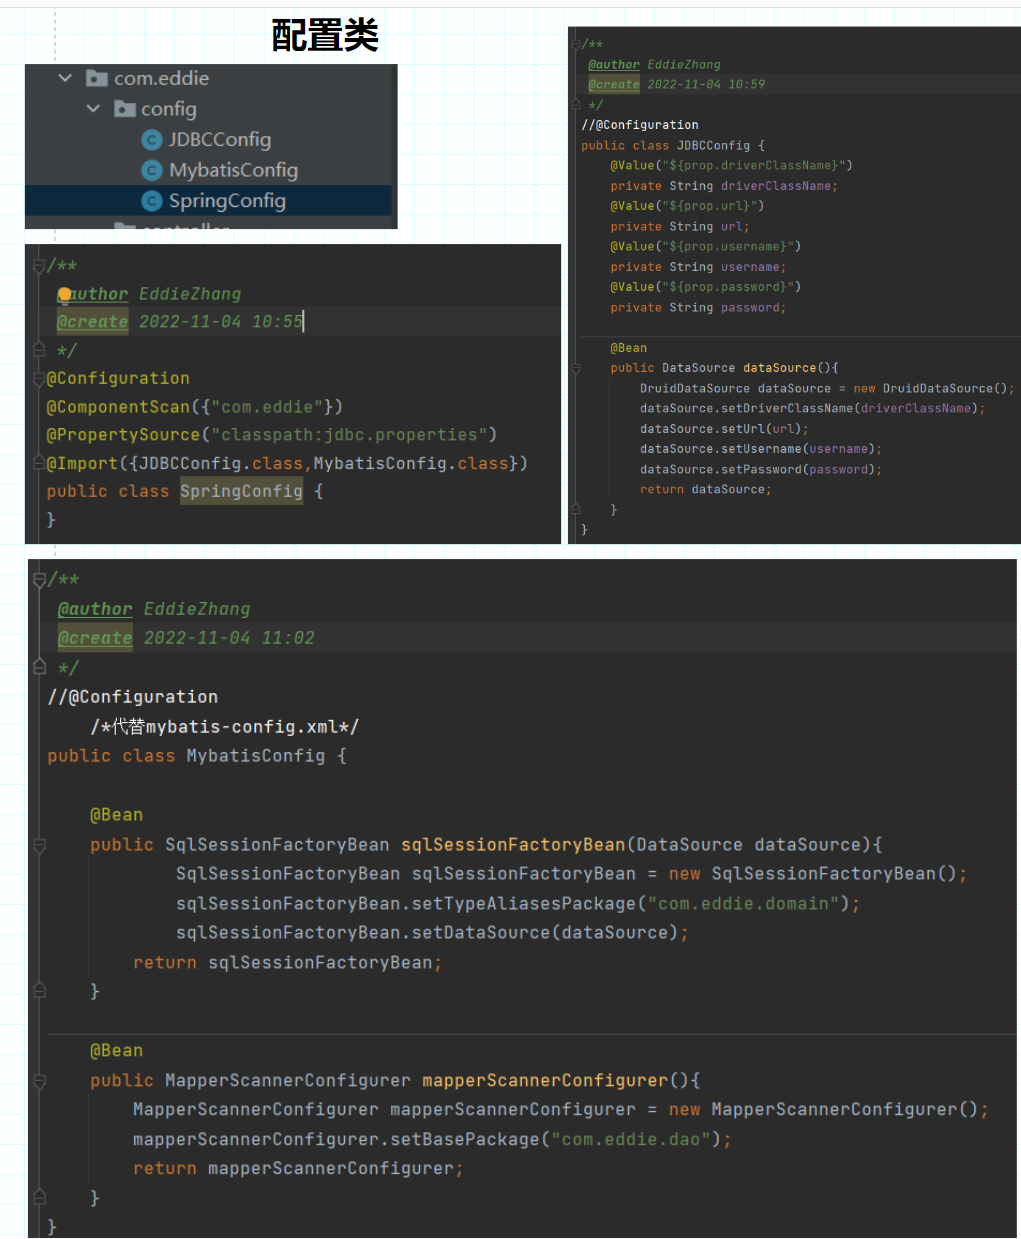 配置类
com.eddie
config
JDBCConfig
MybatisConfig
SpringConfig
/**
@author EddieZhang
@create 2022-11-04 10:55
*/
@Configuration
@ComponentScan({"com.eddie"})
@PropertySource("classpath:jdbc.properties")
@Import({JDBCConfig.class,MybatisConfig.class})
public class SpringConfig {
}
/**
@author EddieZhang
@create 2022-11-04 10:59
*/
//@Configuration
public class JDBCConfig {
@Value("${prop.driverClassName}")
private String driverClassName;
@Value("${prop.url}")
private String url;
@Value("${prop.username}")
private String username;
@Value("${prop.password}")
private String password;
@Bean
public DataSource dataSource(){
DruidDataSource dataSource = new DruidDataSource();
dataSource.setDriverClassName(driverClassName);
dataSource.setUrl(url);
dataSource.setUsername(username);
dataSource.setPassword(password);
return dataSource;
}
}
/**
@author EddieZhang
@create 2022-11-04 11:02
*/
//@Configuration
/*代替mybatis-config.xml*/
public class MybatisConfig {
@Bean
public SqlSessionFactoryBean sqlSessionFactoryBean(DataSource dataSource){
SqlSessionFactoryBean sqlSessionFactoryBean = new SqlSessionFactoryBean();
sqlSessionFactoryBean.setTypeAliasesPackage("com.eddie.domain");
sqlSessionFactoryBean.setDataSource(dataSource);
return sqlSessionFactoryBean;
}
@Bean
public MapperScannerConfigurer mapperScannerConfigurer(){
MapperScannerConfigurer mapperScannerConfigurer = new MapperScannerConfigurer();
mapperScannerConfigurer.setBasePackage("com.eddie.dao");
return mapperScannerConfigurer;
}
}